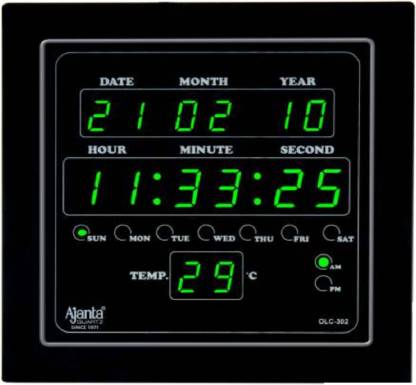 DATE MONTH YEAR
21 02 10
HOUR MINUTE SECOND
11:33:25
SUN MON TUE WED THU FRI SAT
TEMP. 29 °C
AM
PM
Ajanta®
QUARTZ
SINCE 1971
OLC-302